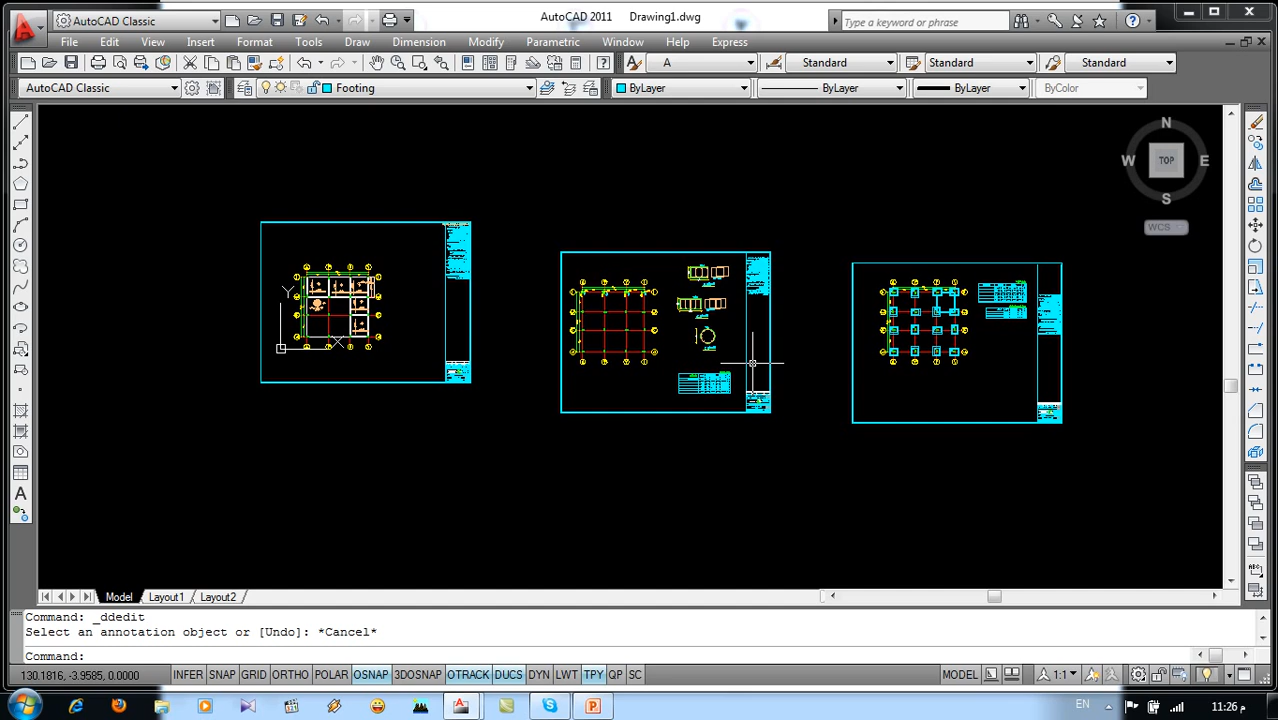 AutoCAD Classic
AutoCAD 2011 Drawing1.dwg
Type a keyword or phrase
File Edit View Insert Format Tools Draw Dimension Modify Parametric Window Help Express
A Standard Standard Standard
AutoCAD Classic Footing ByLayer ByLayer ByLayer ByColor
N
W TOP E
S
WCS
Y
X
A
Model Layout1 Layout2
Command: _ddedit
Select an annotation object or [Undo]: *Cancel*
Command:
130.1816, -3.9585, 0.0000 INFER SNAP GRID ORTHO POLAR OSNAP 3DOSNAP OTRACK DUCS DYN LWT TPY QP SC MODEL 1:1
EN 11:26 م